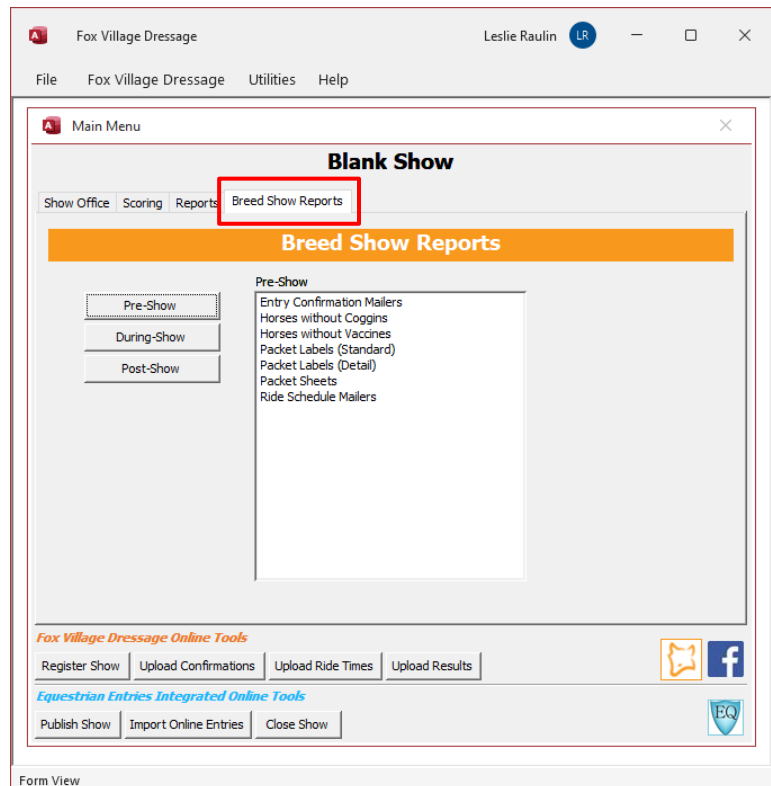 Fox Village Dressage
Leslie Raulin LR
File Fox Village Dressage Utilities Help
Main Menu
Blank Show
Show Office Scoring Reports Breed Show Reports
Breed Show Reports
Pre-Show
Pre-Show
During-Show
Post-Show
Entry Confirmation Mailers
Horses without Coggins
Horses without Vaccines
Packet Labels (Standard)
Packet Labels (Detail)
Packet Sheets
Ride Schedule Mailers
Fox Village Dressage Online Tools
Register Show Upload Confirmations Upload Ride Times Upload Results
f
Equestrian Entries Integrated Online Tools
Publish Show Import Online Entries Close Show
EQ
Form View